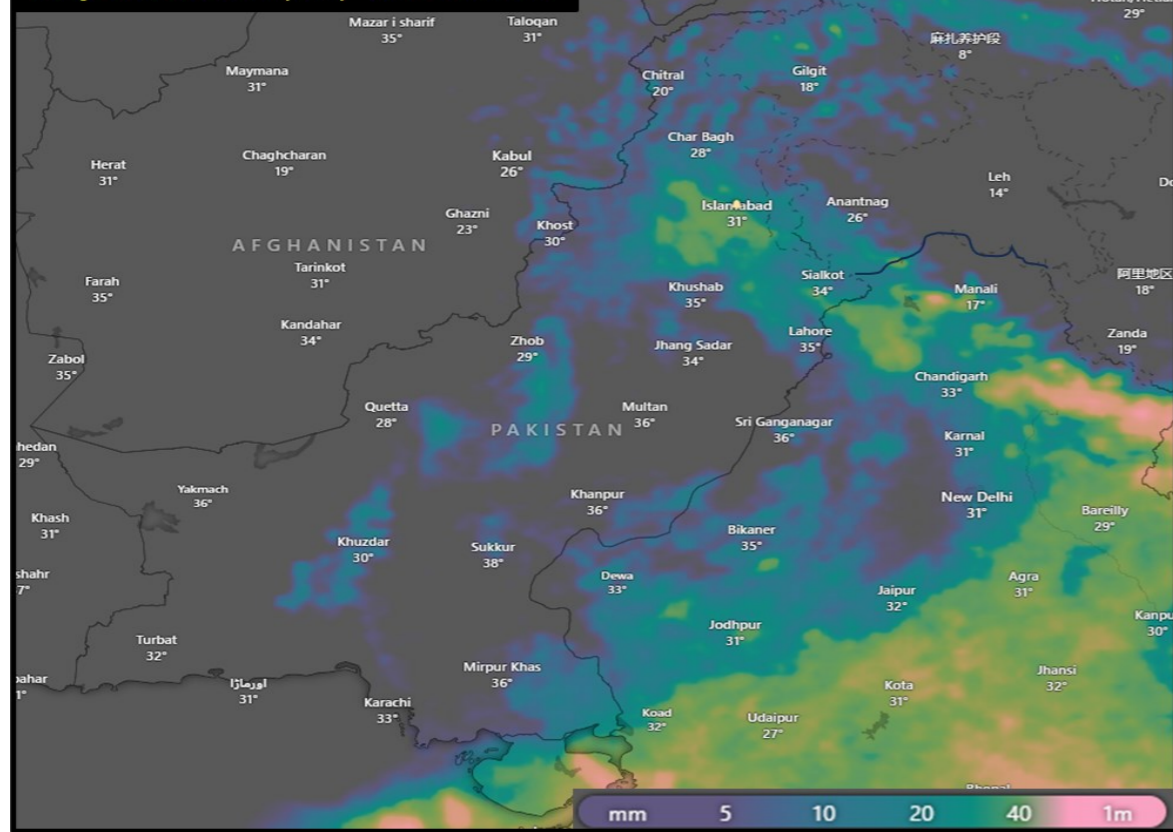 Mazar i sharif
35°
Taloqan
31°
29°
麻扎养护段
8°
Maymana
31°
Chitral
20°
Gilgit
18°
Char Bagh
28°
Herat
31°
Chaghcharan
19°
Kabul
26°
Leh
14°
Ghazni
23°
Khost
30°
Islamabad
31°
Anantnag
26°
AFGHANISTAN
Tarinkot
31°
Farah
35°
Khushab
35°
Sialkot
34°
Manali
17°
阿里地区
18°
Kandahar
34°
Zhob
29°
Jhang Sadar
34°
Lahore
35°
Zanda
19°
Zabol
35°
Chandigarh
33°
Quetta
28°
Multan
36°
Sri Ganganagar
36°
PAKISTAN
hedan
29°
Karnal
31°
Yakmach
36°
Khanpur
36°
New Delhi
31°
Khash
31°
Bareilly
29°
Khuzdar
30°
Sukkur
38°
Bikaner
35°
shahr
7°
Dewa
33°
Jaipur
32°
Agra
31°
Jodhpur
31°
Kanpu
30°
Turbat
32°
Mirpur Khas
36°
Jhansi
32°
اورماڑا
31°
Karachi
33°
Koad
32°
Udaipur
27°
Kota
31°
mm 5 10 20 40 1m